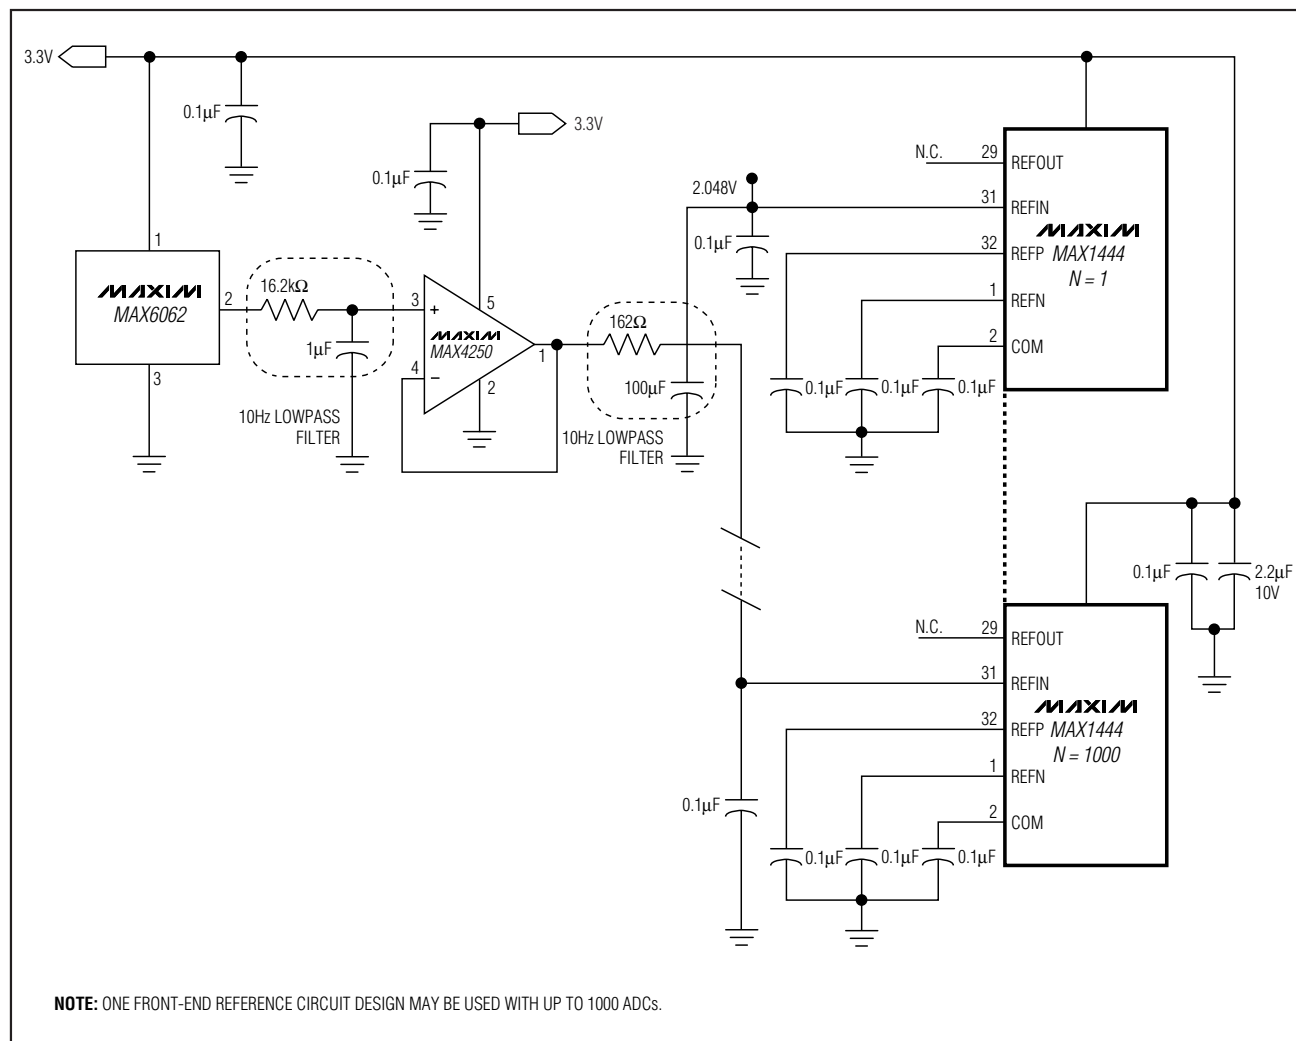 3.3V
0.1µF
3.3V
0.1µF
1
MAXIM
MAX6062
2
3
16.2kΩ
1µF
10Hz LOWPASS
FILTER
3
+
5
MAXIM
MAX4250
4
−
2
1
162Ω
100µF
10Hz LOWPASS
FILTER
2.048V
0.1µF
N.C.
29
REFOUT
31
REFIN
MAXIM
32
REFP
MAX1444
N = 1
1
REFN
2
COM
0.1µF
0.1µF
0.1µF
0.1µF
2.2µF
10V
N.C.
29
REFOUT
31
REFIN
MAXIM
32
REFP
MAX1444
N = 1000
1
REFN
2
COM
0.1µF
0.1µF
0.1µF
0.1µF
NOTE: ONE FRONT-END REFERENCE CIRCUIT DESIGN MAY BE USED WITH UP TO 1000 ADCs.